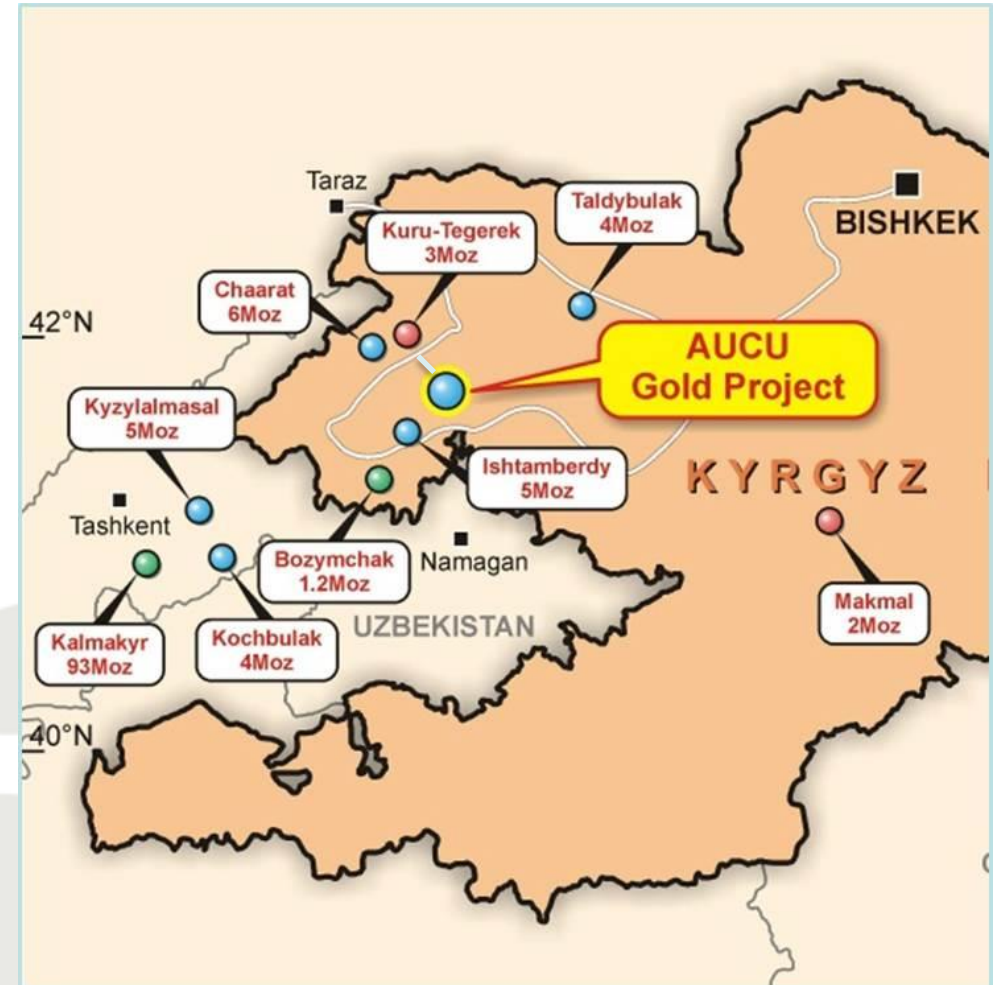 Taraz
Taldybulak
4Moz
BISHKEK
Kuru-Tegerek
3Moz
Chaarat
6Moz
42°N
AUCU
Gold Project
Kyzylalmasal
5Moz
Ishtamberdy
5Moz
KYRGYZ
Tashkent
Bozymchak
1.2Moz
Namagan
Makmal
2Moz
Kalmakyr
93Moz
Kochbulak
4Moz
UZBEKISTAN
40°N